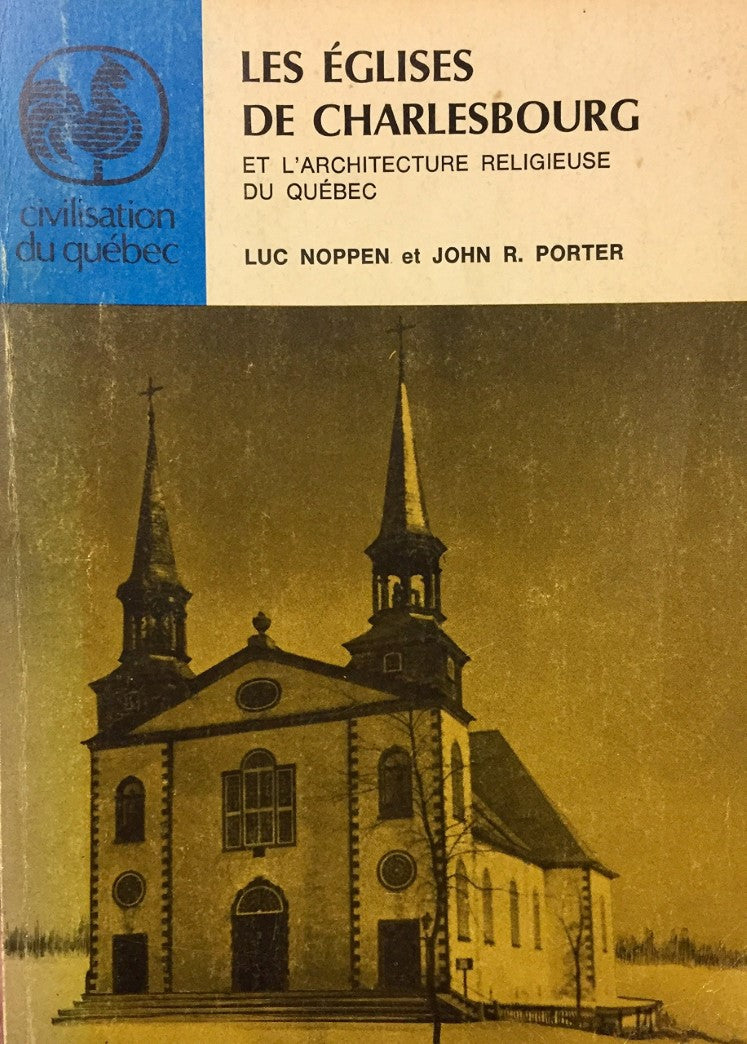 LES ÉGLISES
DE CHARLESBOURG
ET L'ARCHITECTURE RELIGIEUSE
DU QUÉBEC
LUC NOPPEN et JOHN R. PORTER
civilisation
du québec